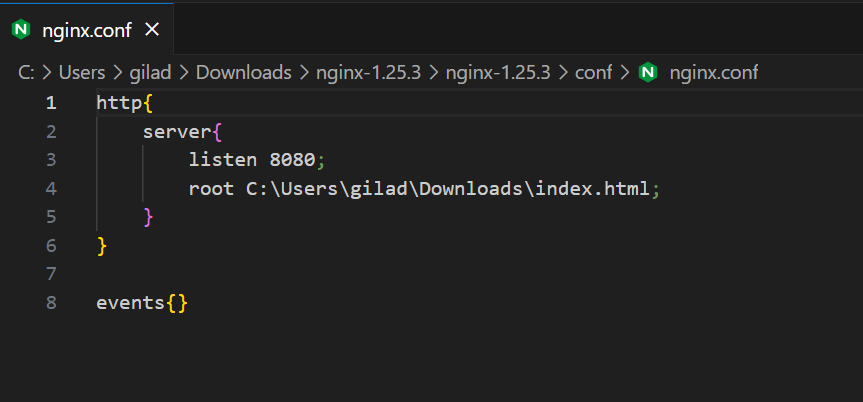 nginx.conf
C: > Users > gilad > Downloads > nginx-1.25.3 > nginx-1.25.3 > conf > nginx.conf
1 http{
2     server{
3         listen 8080;
4         root C:\Users\gilad\Downloads\index.html;
5     }
6 }
7
8 events{}